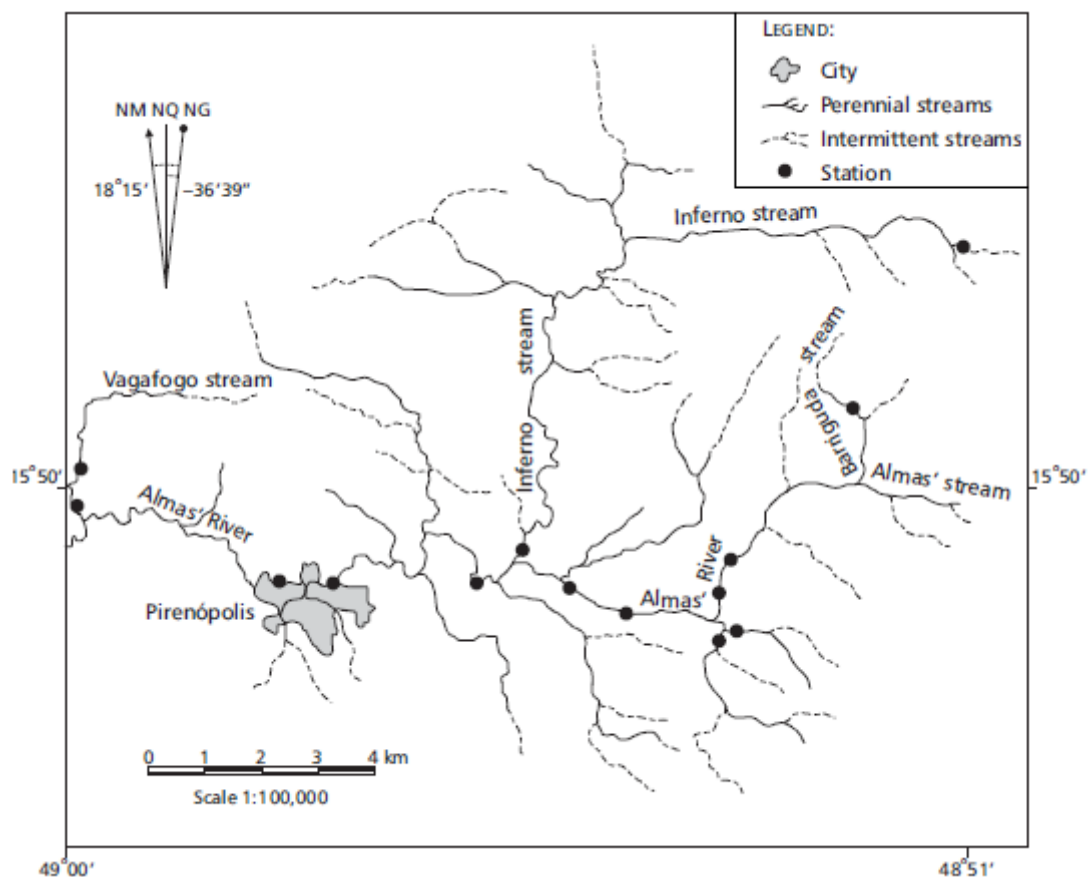 LEGEND:
City
Perennial streams
Intermittent streams
Station
NM NQ NG
18°15′
–36′39″
Inferno stream
Vagafogo stream
Inferno stream
Barriguda stream
15°50′
15°50′
Almas' River
Almas' stream
Almas' River
Pirenópolis
0 1 2 3 4 km
Scale 1:100,000
49°00′
48°51′